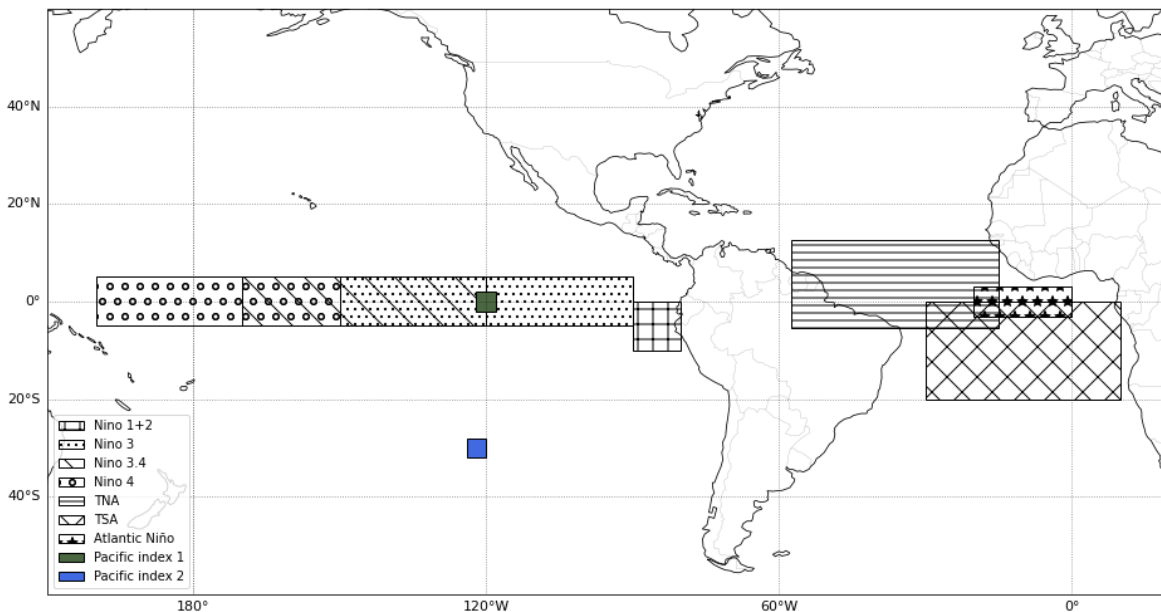 40°N
20°N
0°
20°S
40°S
Nino 1+2
Nino 3
Nino 3.4
Nino 4
TNA
TSA
Atlantic Niño
Pacific index 1
Pacific index 2
180°
120°W
60°W
0°